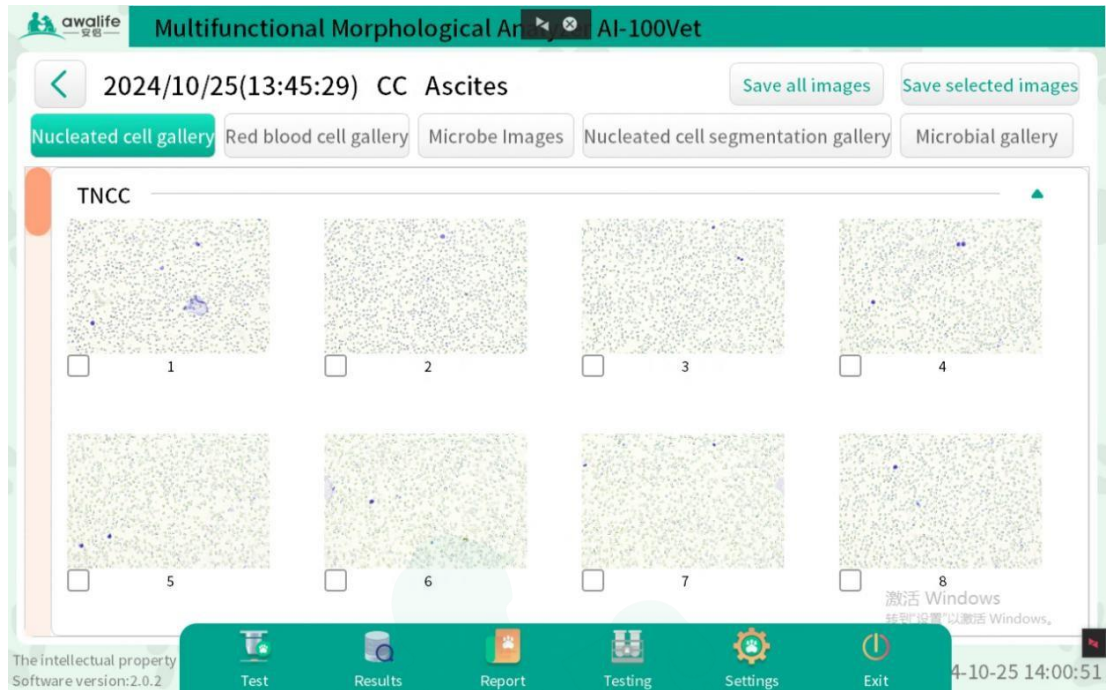 awalife
安侣
Multifunctional Morphological An AI-100Vet
2024/10/25(13:45:29) CC Ascites
Save all images
Save selected images
Nucleated cell gallery
Red blood cell gallery
Microbe Images
Nucleated cell segmentation gallery
Microbial gallery
TNCC
1
2
3
4
5
6
7
8
激活 Windows
转到"设置"以激活 Windows。
The intellectual property
Software version:2.0.2
Test
Results
Report
Testing
Settings
Exit
4-10-25 14:00:51